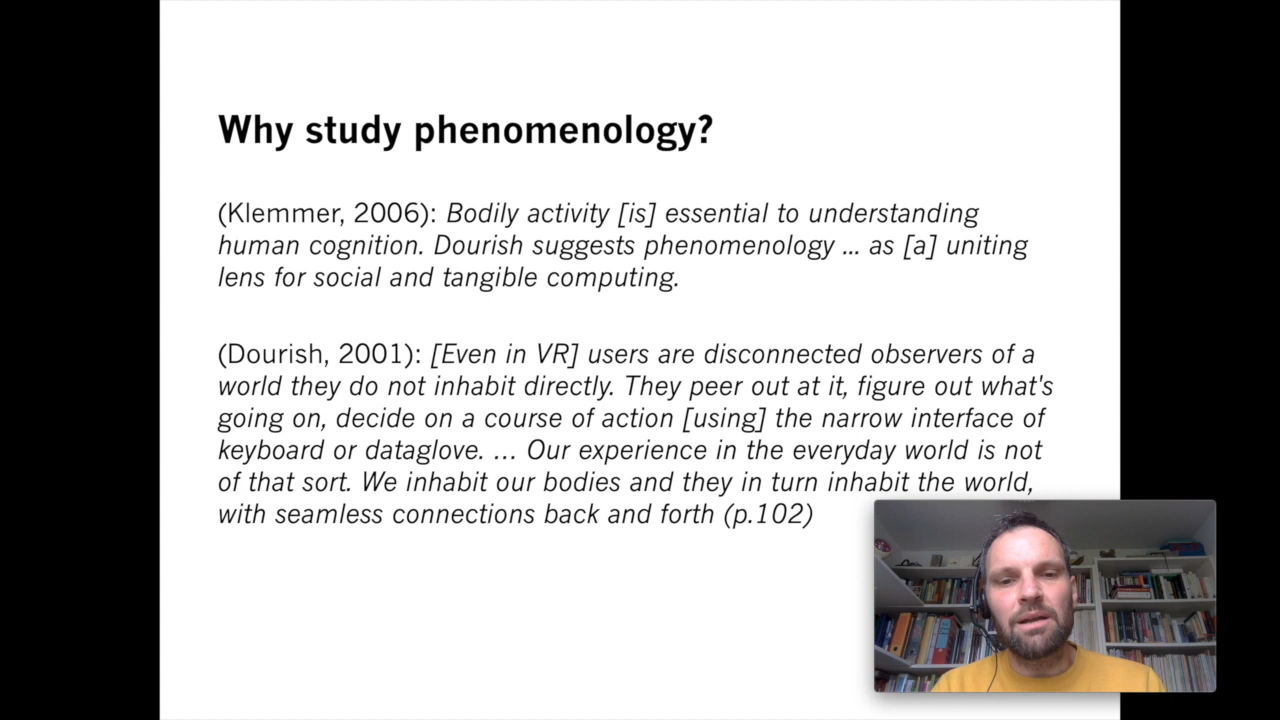 Why study phenomenology?
(Klemmer, 2006): Bodily activity [is] essential to understanding
human cognition. Dourish suggests phenomenology ... as [a] uniting
lens for social and tangible computing.
(Dourish, 2001): [Even in VR] users are disconnected observers of a
world they do not inhabit directly. They peer out at it, figure out what's
going on, decide on a course of action [using] the narrow interface of
keyboard or dataglove. … Our experience in the everyday world is not
of that sort. We inhabit our bodies and they in turn inhabit the world,
with seamless connections back and forth (p.102)